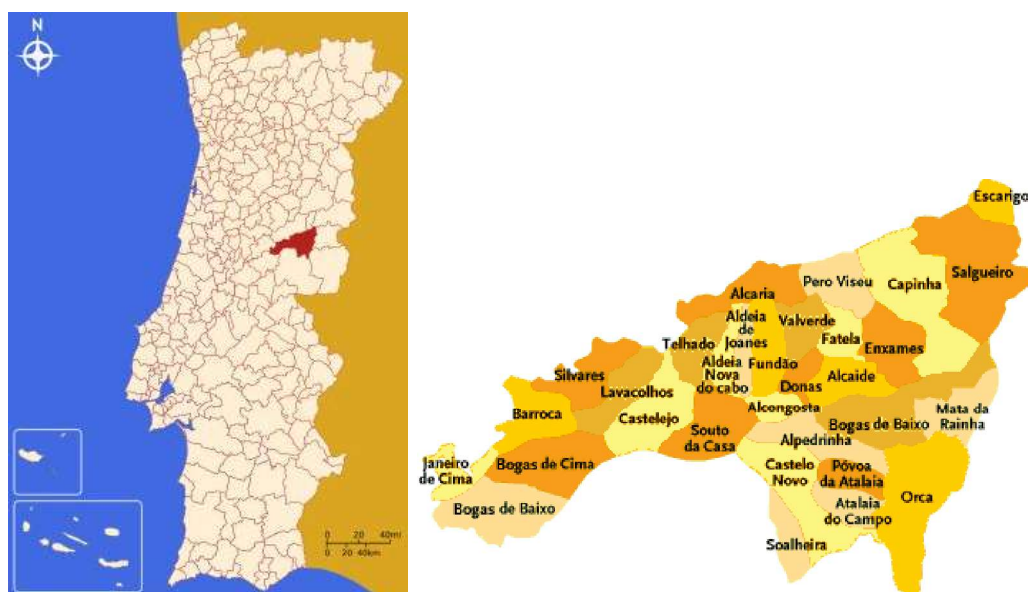 N
0 20 40mi
0 20 40km
Escarigo
Salgueiro
Capinha
Pero Viseu
Alcaria
Aldeia
de
Joanes
Valverde
Fatela
Enxames
Telhado
Aldeia
Nova
do cabo
Fundão
Donas
Alcaide
Silvares
Lavacolhos
Barroca
Castelejo
Alcongosta
Souto
da Casa
Bogas de Baixo
Mata da
Rainha
Alpedrinha
Janeiro
de Cima
Bogas de Cima
Castelo
Novo
Póvoa
da Atalaia
Orca
Bogas de Baixo
Atalaia
do Campo
Soalheira